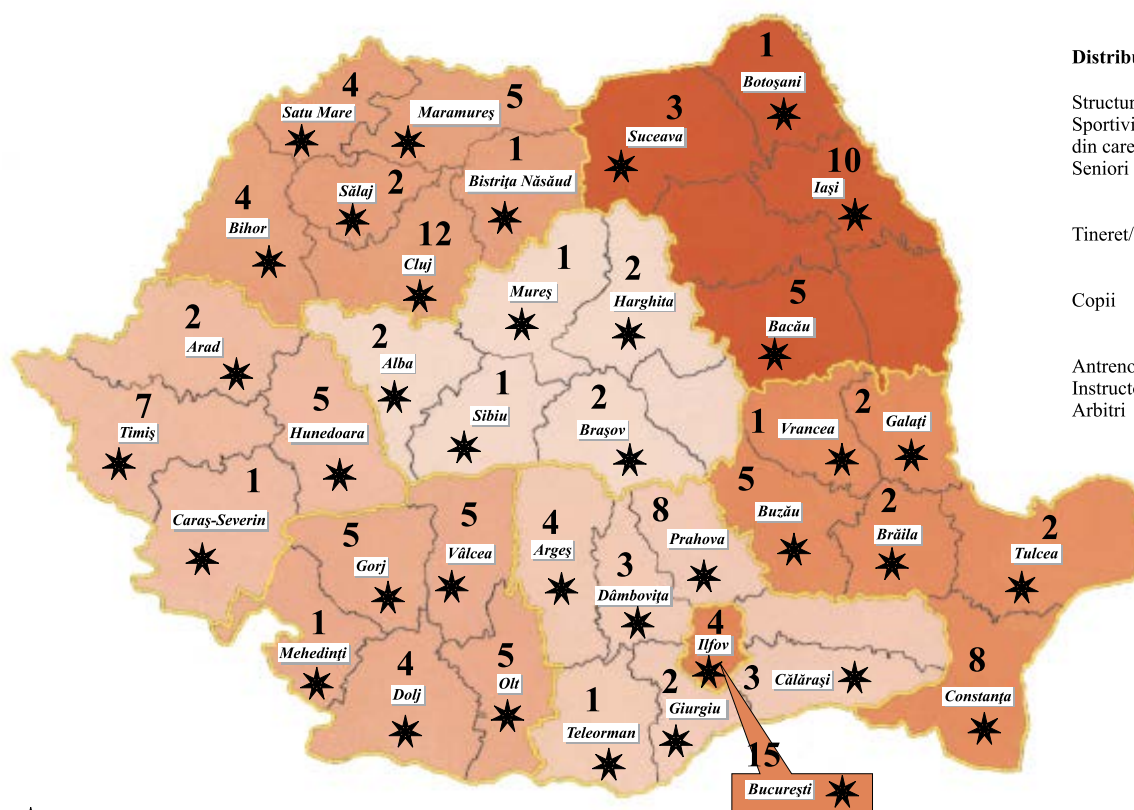 1
Botoşani
4
Satu Mare
5
Maramureş
3
Suceava
1
Bistriţa Năsăud
10
Iaşi
2
Sălaj
4
Bihor
12
Cluj
1
Mureş
2
Harghita
5
Bacău
2
Arad
2
Alba
1
Sibiu
2
Braşov
7
Timiş
5
Hunedoara
1
Vrancea
2
Galaţi
1
Caraş-Severin
5
Gorj
5
Vâlcea
4
Argeş
8
Prahova
3
Dâmboviţa
5
Buzău
2
Brăila
2
Tulcea
1
Mehedinţi
4
Dolj
5
Olt
1
Teleorman
2
Giurgiu
4
Ilfov
3
Călăraşi
8
Constanţa
15
Bucureşti
Distribu
Structur
Sportivi
din care
Seniori
Tineret/
Copii
Antreno
Instructo
Arbitri